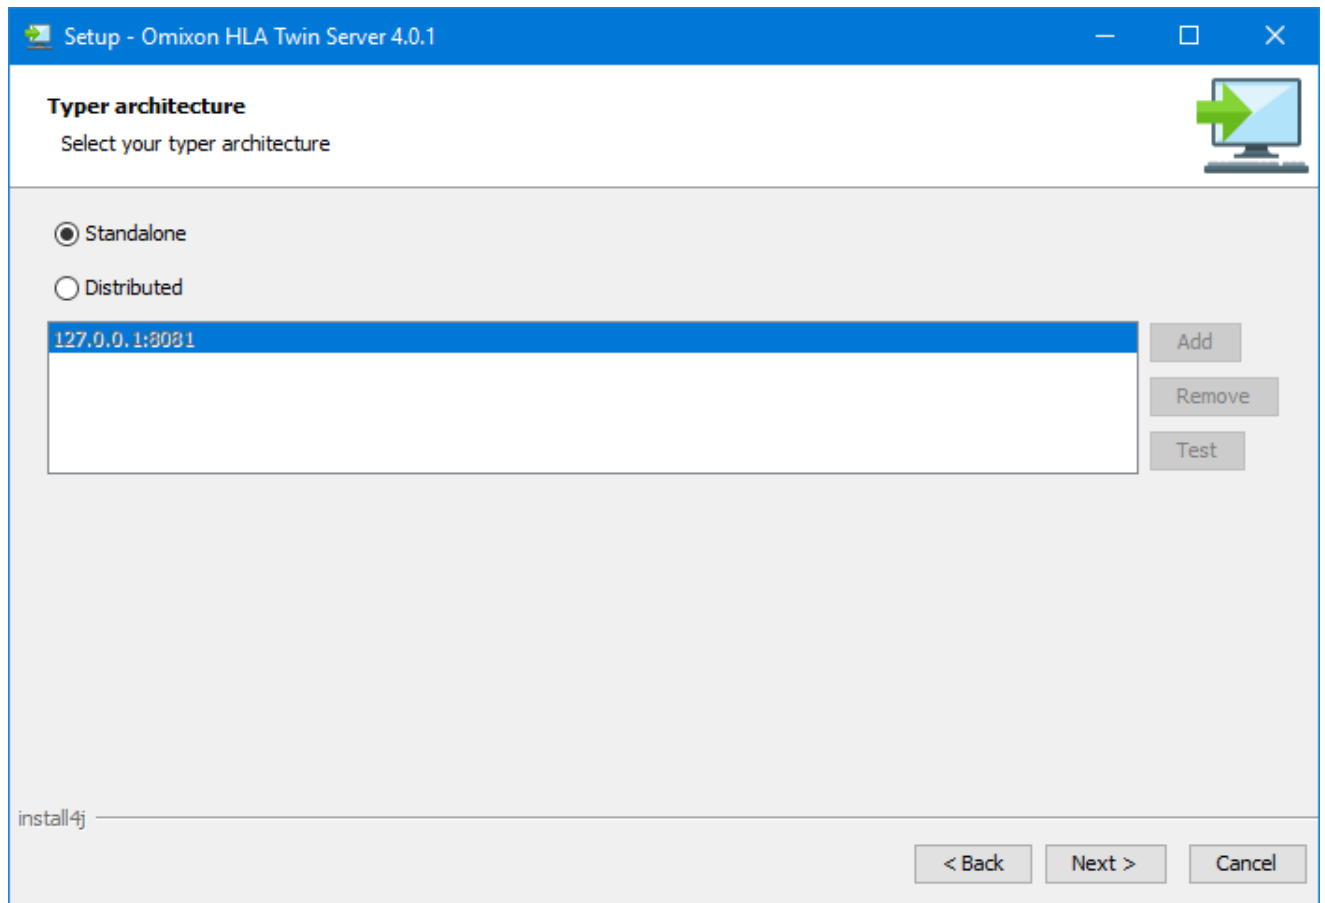 Setup - Omixon HLA Twin Server 4.0.1
Typer architecture
Select your typer architecture
Standalone
Distributed
127.0.0.1:8081
Add
Remove
Test
install4j
< Back
Next >
Cancel